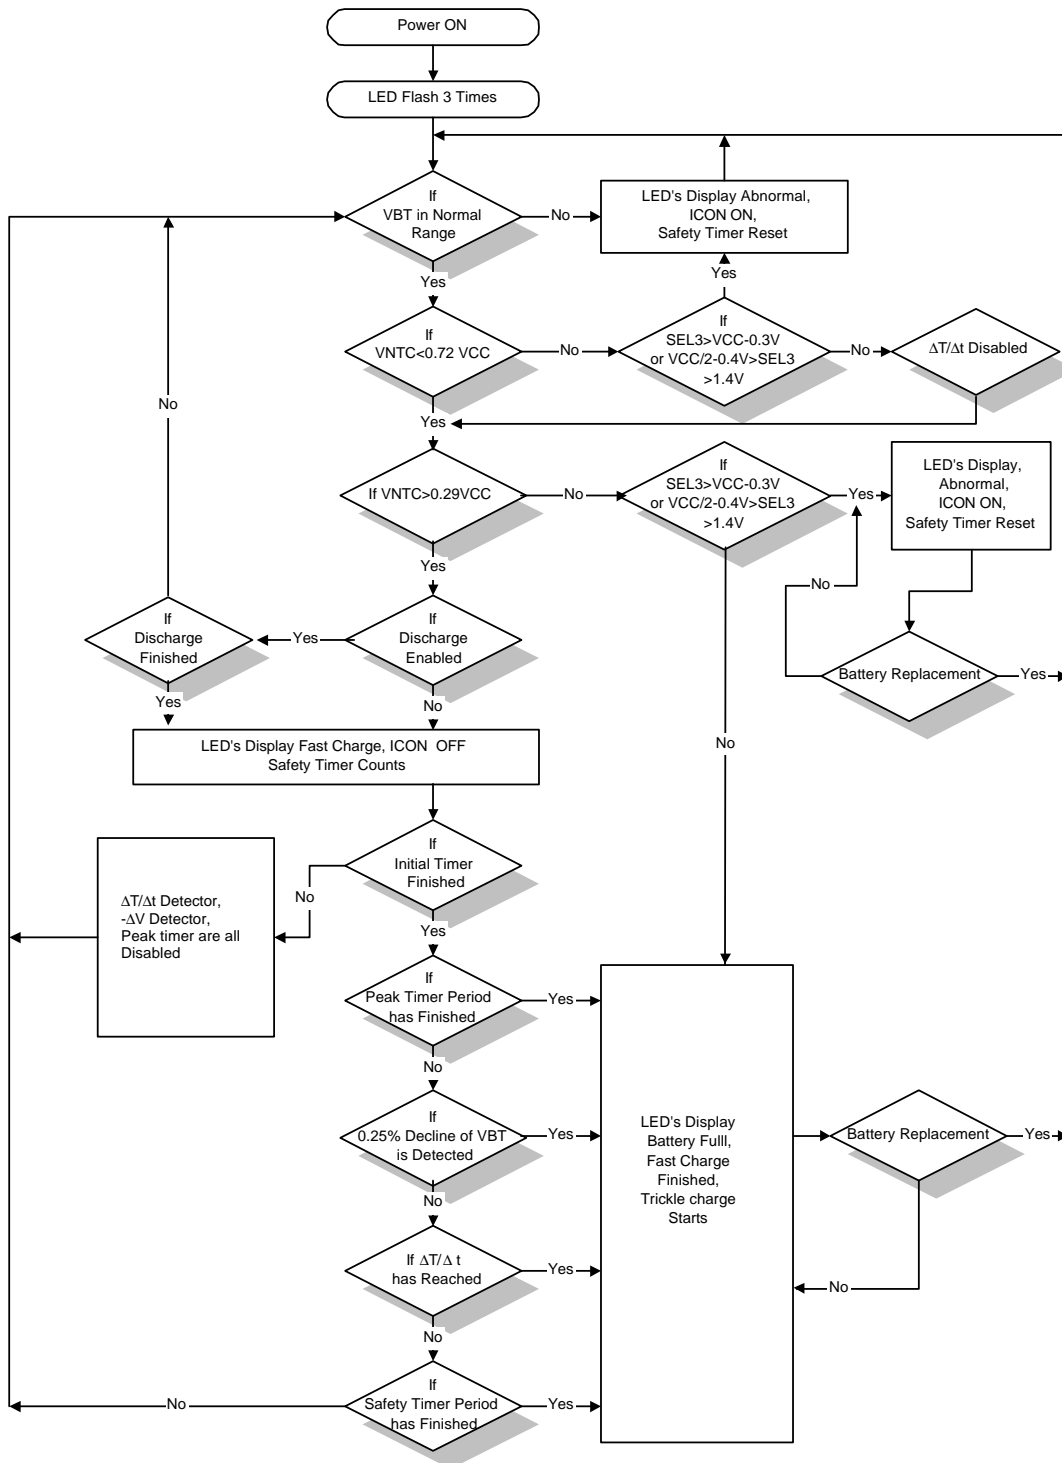 Power ON
LED Flash 3 Times
If
VBT in Normal
Range
No
LED's Display Abnormal,
ICON ON,
Safety Timer Reset
Yes
Yes
If
VNTC<0.72 VCC
No
If
SEL3>VCC-0.3V
or VCC/2-0.4V>SEL3
>1.4V
No
ΔT/Δt Disabled
No
Yes
If VNTC>0.29VCC
No
If
SEL3>VCC-0.3V
or VCC/2-0.4V>SEL3
>1.4V
Yes
LED's Display,
Abnormal,
ICON ON,
Safety Timer Reset
Yes
No
If
Discharge
Finished
Yes
If
Discharge
Enabled
Battery Replacement
Yes
Yes
No
No
LED's Display Fast Charge, ICON OFF
Safety Timer Counts
If
Initial Timer
Finished
No
ΔT/Δt Detector,
-ΔV Detector,
Peak timer are all
Disabled
Yes
If
Peak Timer Period
has Finished
Yes
No
If
0.25% Decline of VBT
is Detected
Yes
LED's Display
Battery Fulll,
Fast Charge
Finished,
Trickle charge
Starts
Battery Replacement
Yes
No
If ΔT/Δ t
has Reached
Yes
No
No
If
Safety Timer Period
has Finished
No
Yes